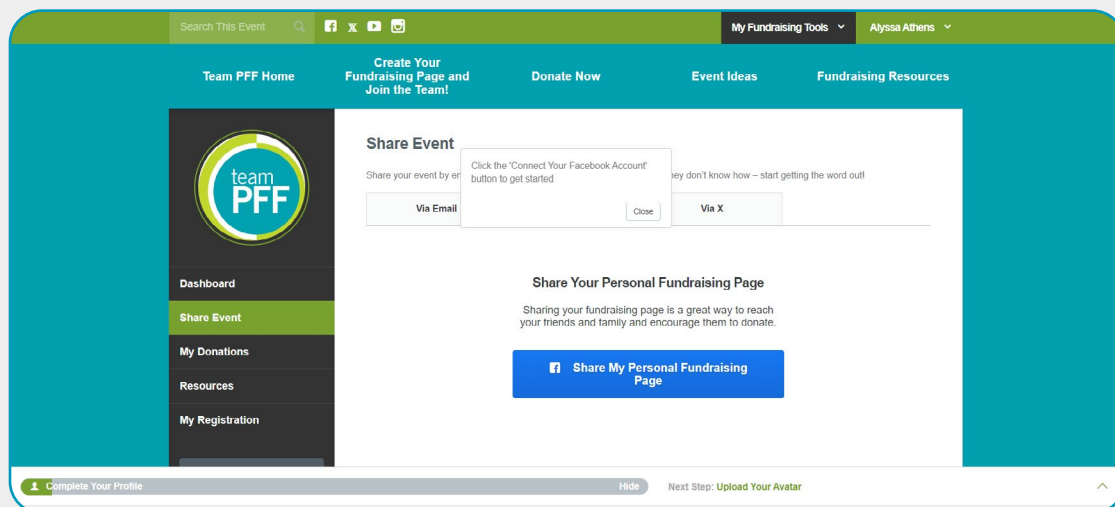 Search This Event
My Fundraising Tools
Alyssa Athens
Team PFF Home
Create Your
Fundraising Page and
Join the Team!
Donate Now
Event Ideas
Fundraising Resources
team
PFF
Dashboard
Share Event
My Donations
Resources
My Registration
Share Event
Share your event by en
hey don't know how – start getting the word out!
Click the 'Connect Your Facebook Account'
button to get started
Close
Via Email
Via X
Share Your Personal Fundraising Page
Sharing your fundraising page is a great way to reach
your friends and family and encourage them to donate.
Share My Personal Fundraising
Page
Complete Your Profile
Hide
Next Step: Upload Your Avatar